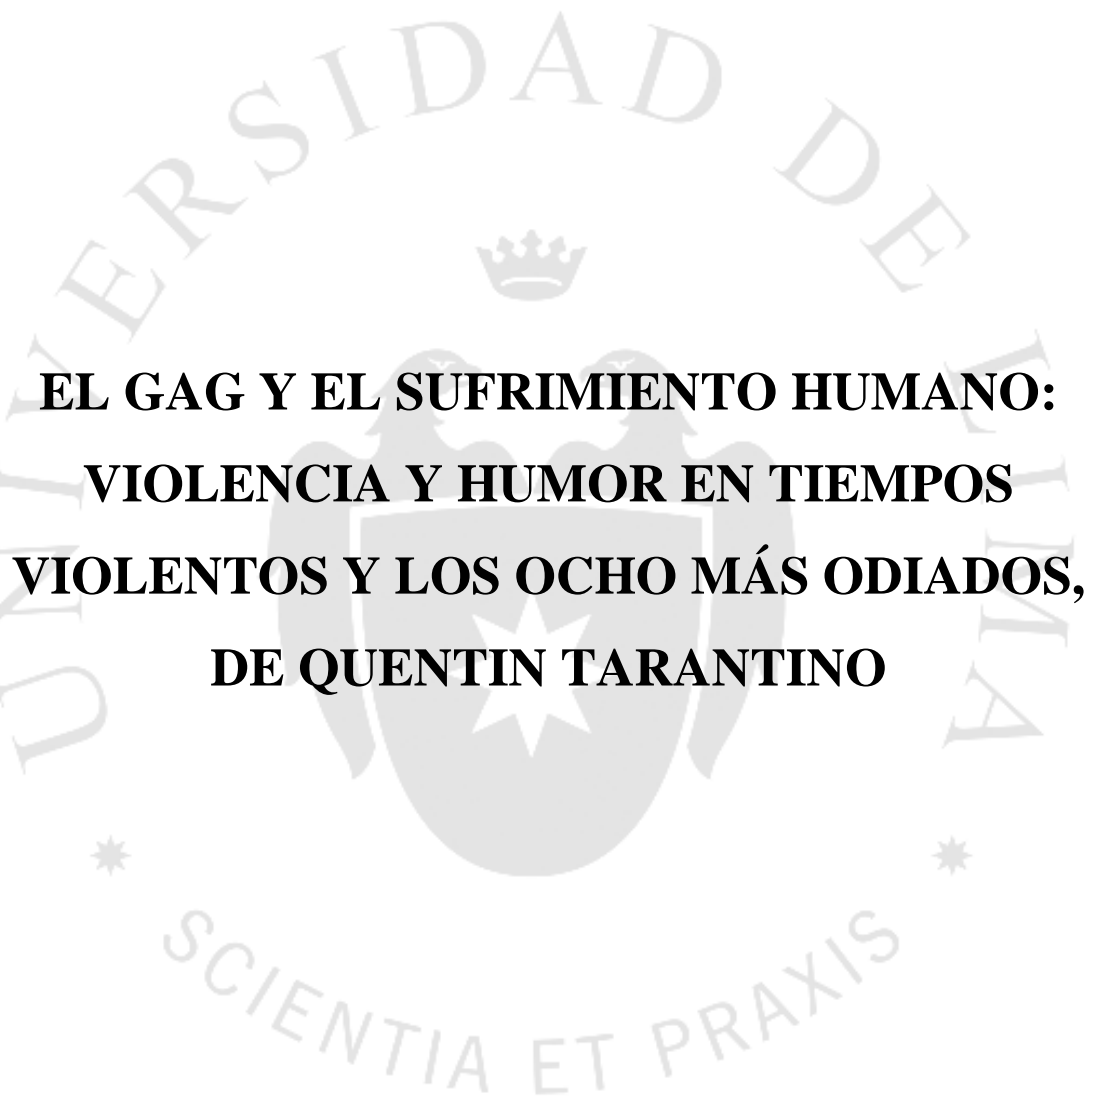 UNIVERSIDAD DE LIMA
EL GAG Y EL SUFRIMIENTO HUMANO:
VIOLENCIA Y HUMOR EN TIEMPOS
VIOLENTOS Y LOS OCHO MÁS ODIADOS,
DE QUENTIN TARANTINO
SCIENTIA ET PRAXIS